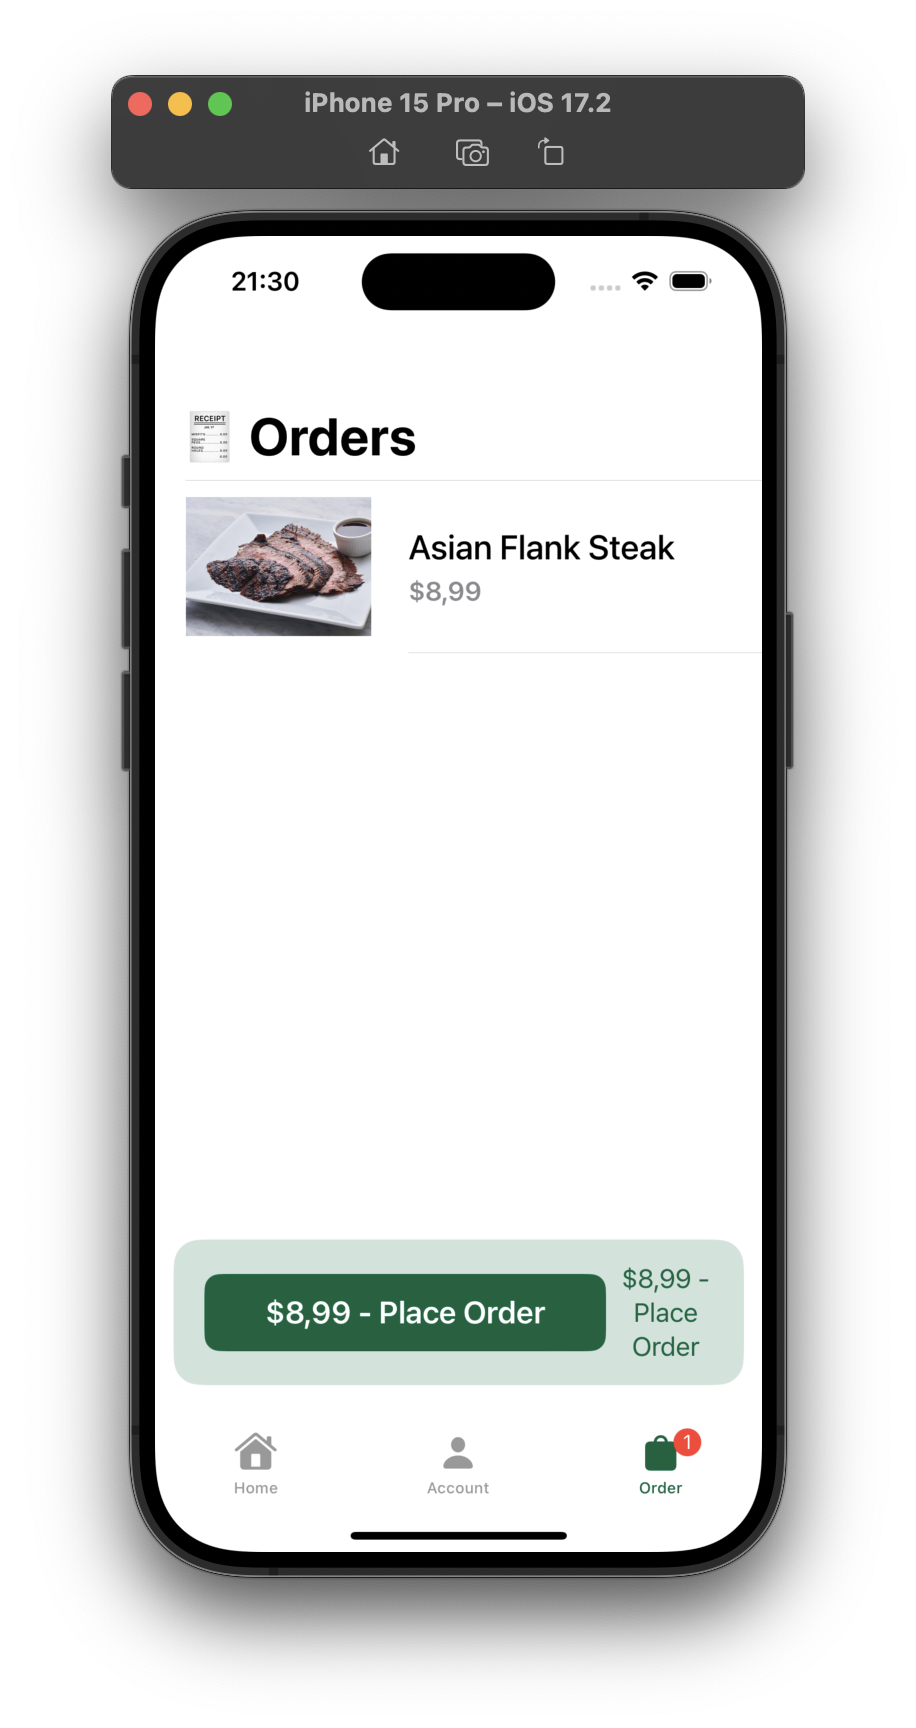 iPhone 15 Pro – iOS 17.2
21:30
RECEIPT
Orders
Asian Flank Steak
$8,99
$8,99 - Place Order
$8,99 -
Place
Order
Home
Account
1
Order